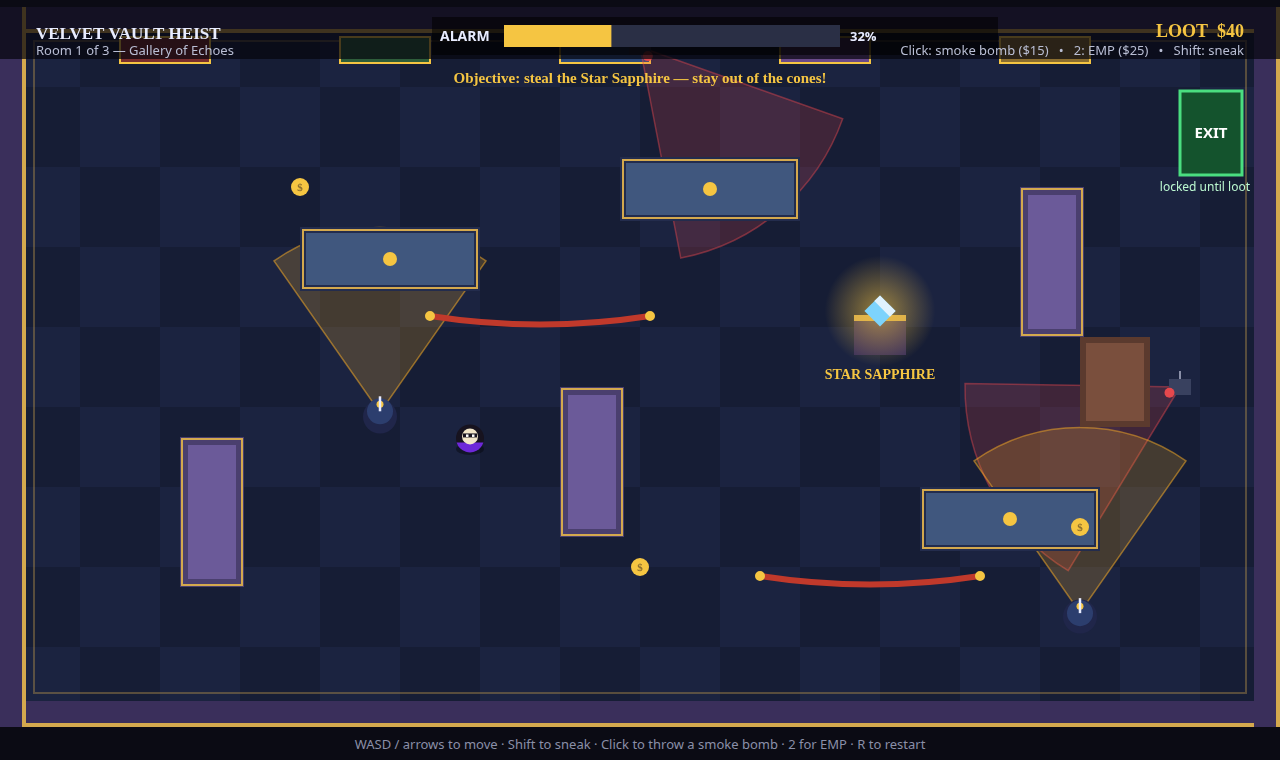 VELVET VAULT HEIST
Room 1 of 3 — Gallery of Echoes
ALARM 32%
LOOT $40
Click: smoke bomb ($15) • 2: EMP ($25) • Shift: sneak
Objective: steal the Star Sapphire — stay out of the cones!
EXIT
locked until loot
$
STAR SAPPHIRE
$
$
WASD / arrows to move · Shift to sneak · Click to throw a smoke bomb · 2 for EMP · R to restart